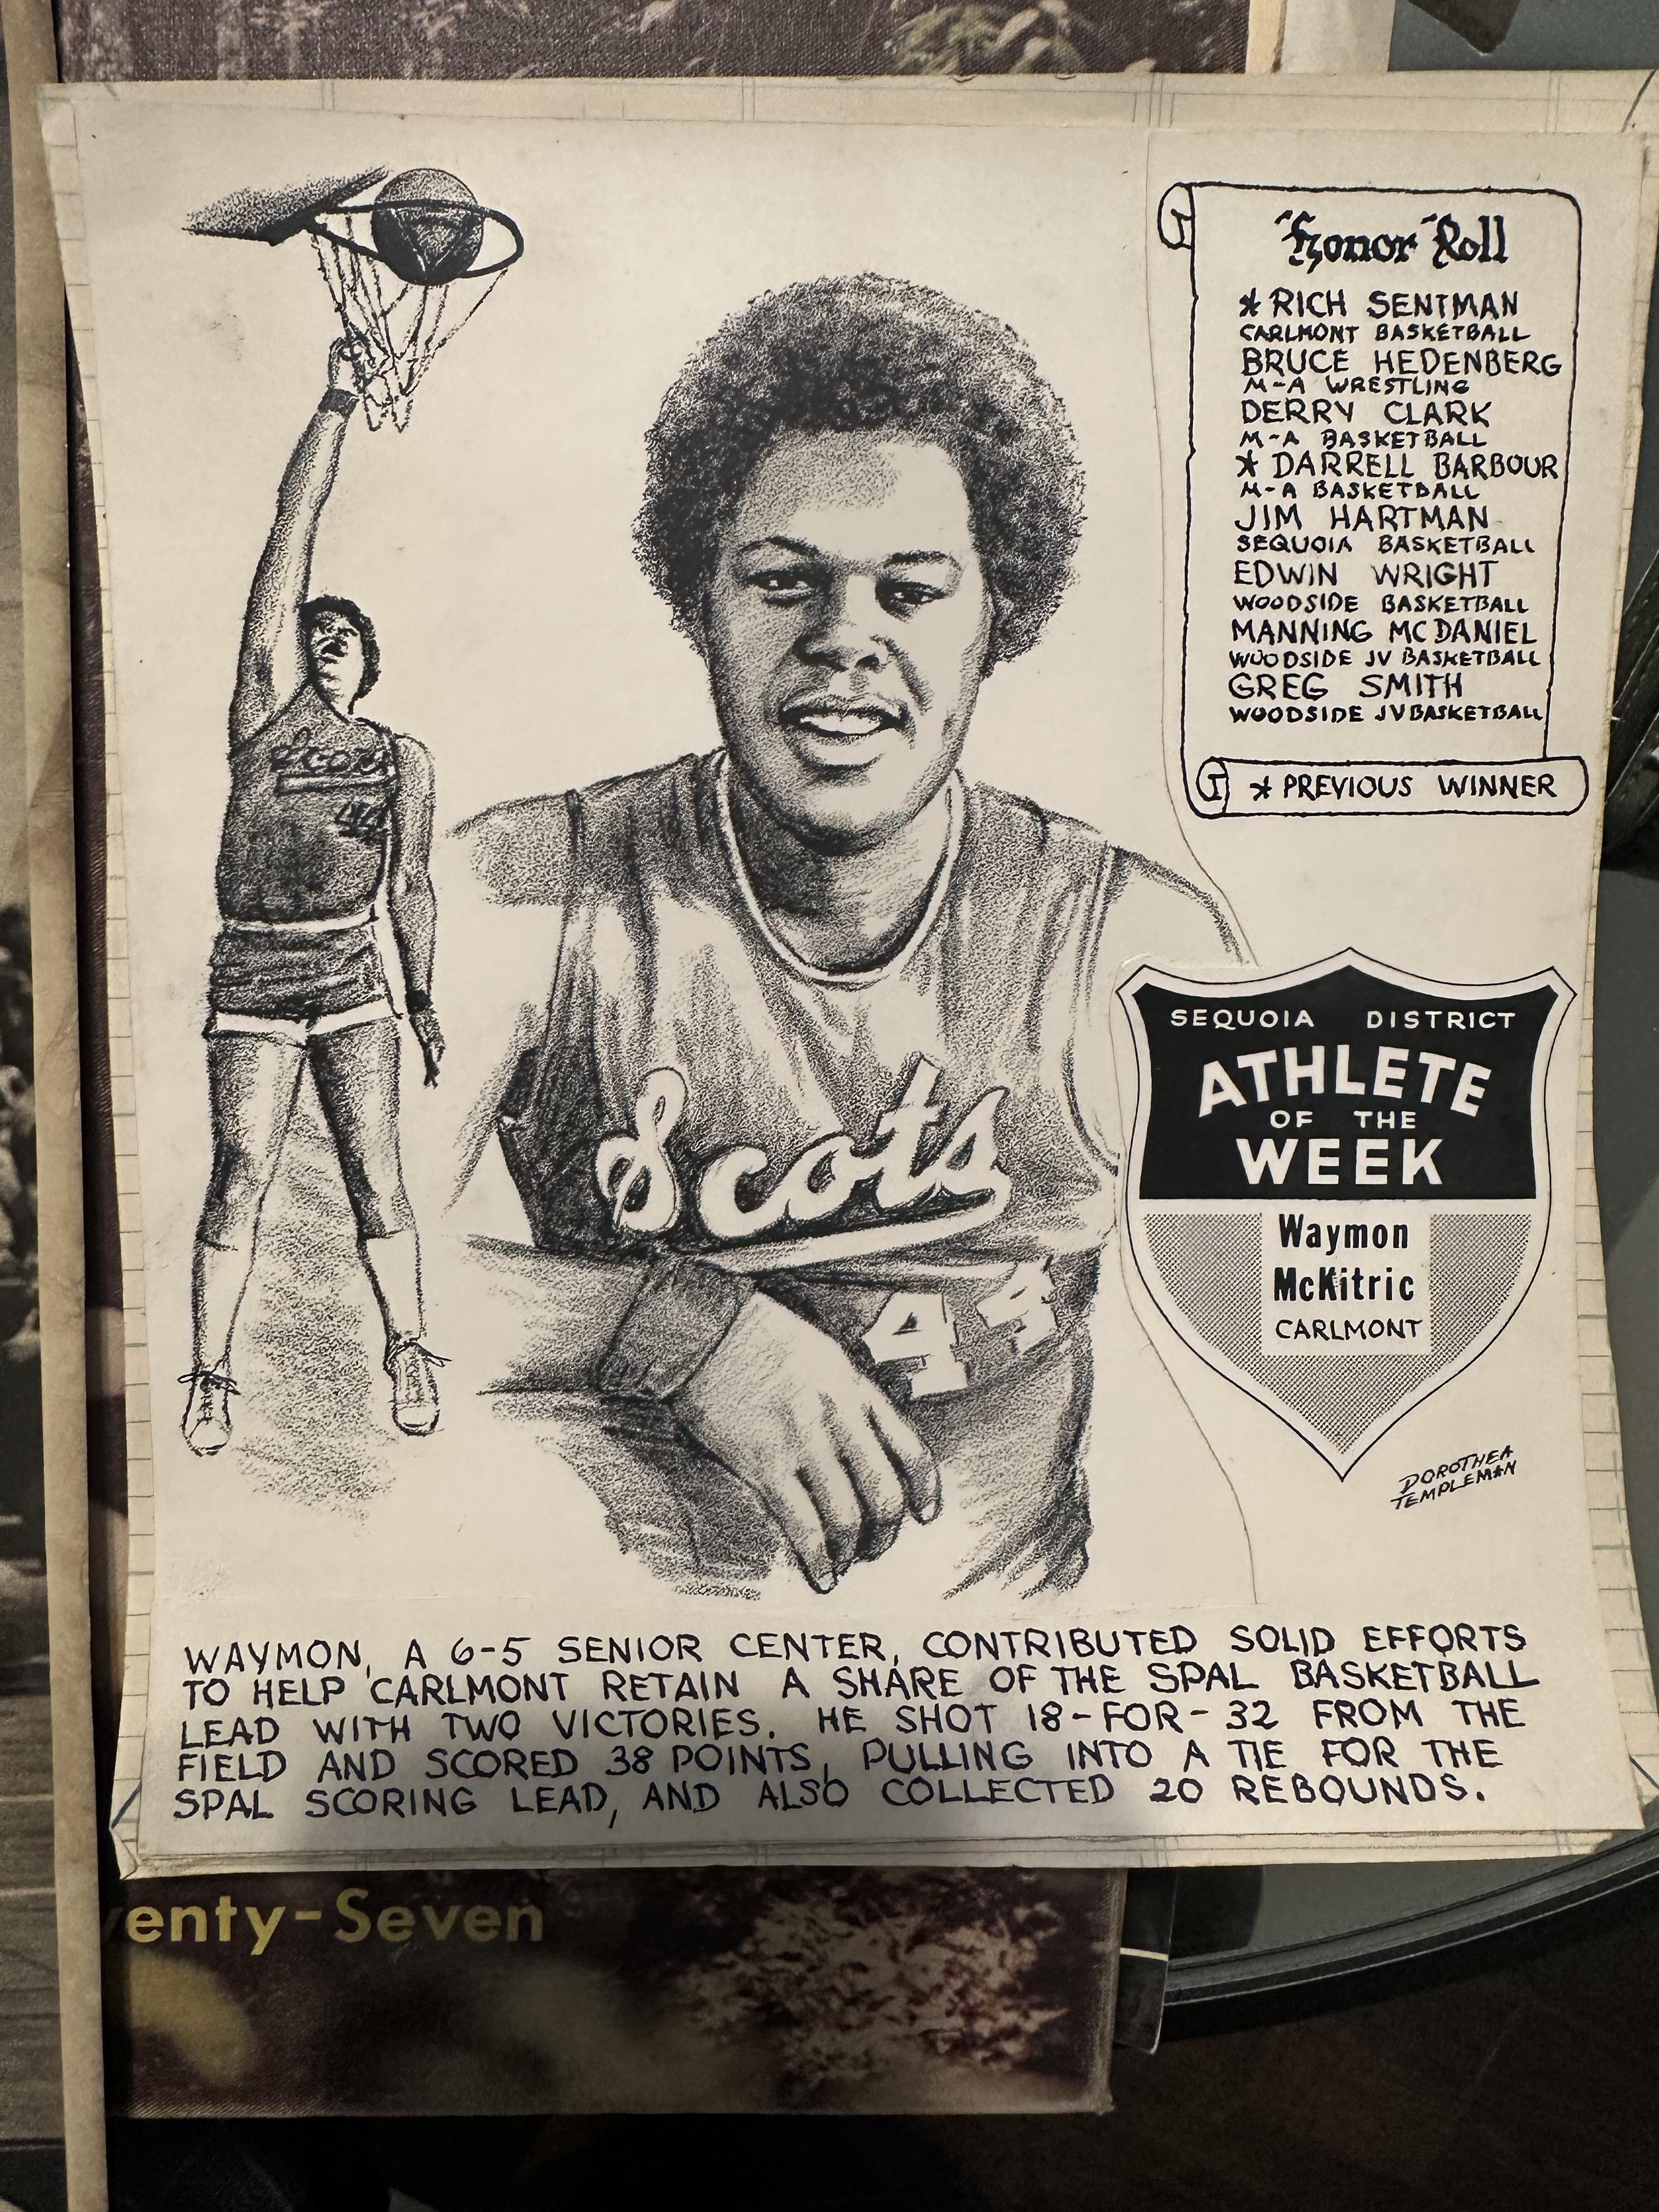 "Honor" Roll
* RICH SENTMAN
CARLMONT BASKETBALL
BRUCE HEDENBERG
M-A WRESTLING
DERRY CLARK
M-A BASKETBALL
* DARRELL BARBOUR
M-A BASKETBALL
JIM HARTMAN
SEQUOIA BASKETBALL
EDWIN WRIGHT
WOODSIDE BASKETBALL
MANNING MCDANIEL
WOODSIDE JV BASKETBALL
GREG SMITH
WOODSIDE JV BASKETBALL
* PREVIOUS WINNER
Scots
44
Scots
SEQUOIA DISTRICT
ATHLETE
OF THE
WEEK
Waymon
McKitric
CARLMONT
DOROTHEA
TEMPLEMAN
WAYMON, A 6-5 SENIOR CENTER, CONTRIBUTED SOLID EFFORTS
TO HELP CARLMONT RETAIN A SHARE OF THE SPAL BASKETBALL
LEAD WITH TWO VICTORIES. HE SHOT 18-FOR-32 FROM THE
FIELD AND SCORED 38 POINTS, PULLING INTO A TIE FOR THE
SPAL SCORING LEAD, AND ALSO COLLECTED 20 REBOUNDS.
enty-Seven